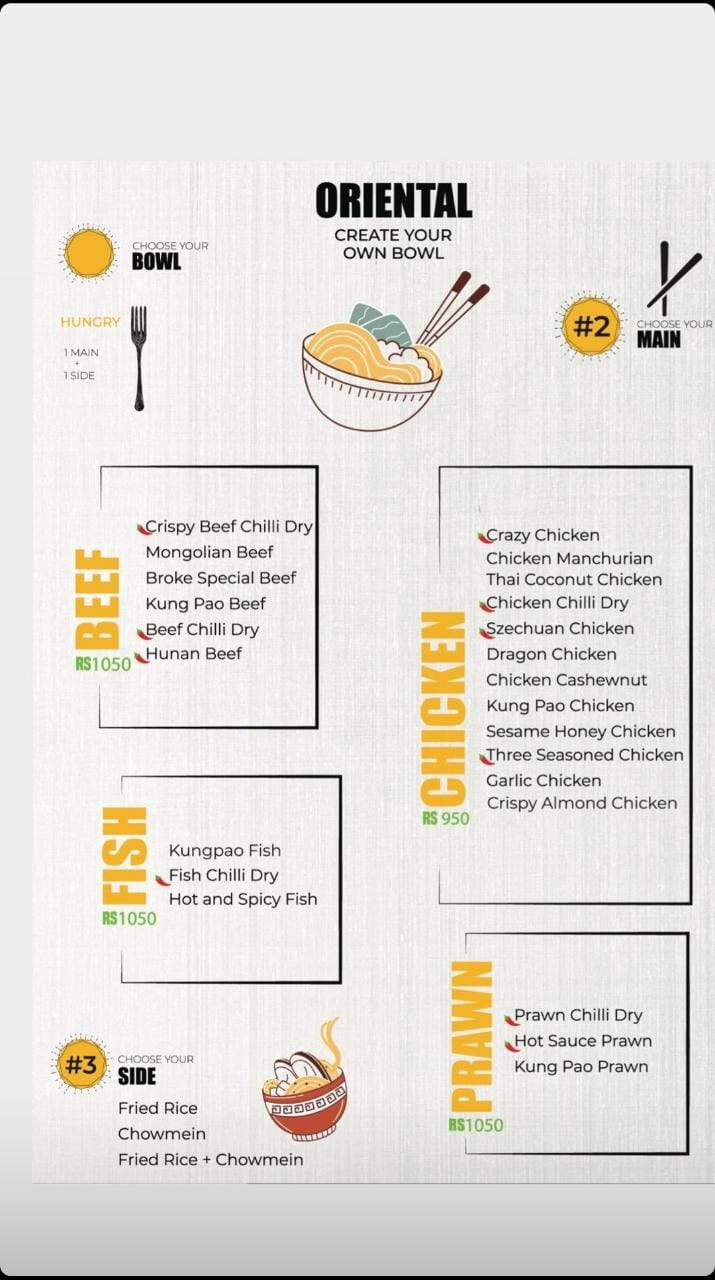 ORIENTAL
CREATE YOUR
OWN BOWL
CHOOSE YOUR
BOWL
HUNGRY
1 MAIN
+
1 SIDE
#2
CHOOSE YOUR
MAIN
BEEF
RS1050
Crispy Beef Chilli Dry
Mongolian Beef
Broke Special Beef
Kung Pao Beef
Beef Chilli Dry
Hunan Beef
CHICKEN
RS 950
Crazy Chicken
Chicken Manchurian
Thai Coconut Chicken
Chicken Chilli Dry
Szechuan Chicken
Dragon Chicken
Chicken Cashewnut
Kung Pao Chicken
Sesame Honey Chicken
Three Seasoned Chicken
Garlic Chicken
Crispy Almond Chicken
FISH
RS1050
Kungpao Fish
Fish Chilli Dry
Hot and Spicy Fish
PRAWN
RS1050
Prawn Chilli Dry
Hot Sauce Prawn
Kung Pao Prawn
#3
CHOOSE YOUR
SIDE
Fried Rice
Chowmein
Fried Rice + Chowmein